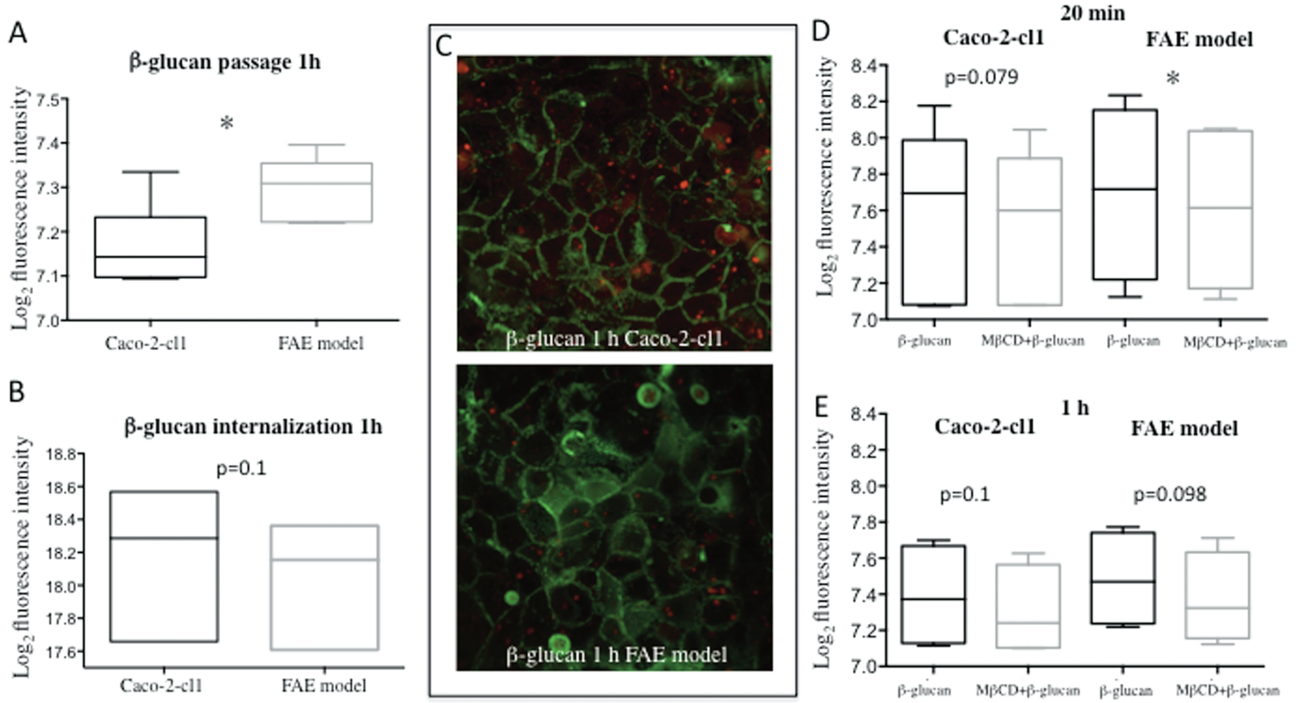 A
β-glucan passage 1h
Log2 fluorescence intensity
7.5
7.4
7.3
7.2
7.1
7.0
*
Caco-2-cl1
FAE model
B
β-glucan internalization 1h
Log2 fluorescence intensity
18.8
18.6
18.4
18.2
18.0
17.8
17.6
p=0.1
Caco-2-cl1
FAE model
C
β-glucan 1 h Caco-2-cl1
β-glucan 1 h FAE model
D
20 min
Caco-2-cl1
FAE model
Log2 fluorescence intensity
8.4
8.2
8.0
7.8
7.6
7.4
7.2
7.0
p=0.079
*
β-glucan
MβCD+β-glucan
β-glucan
MβCD+β-glucan
E
1 h
Caco-2-cl1
FAE model
Log2 fluorescence intensity
8.4
8.2
8.0
7.8
7.6
7.4
7.2
7.0
p=0.1
p=0.098
β-glucan
MβCD+β-glucan
β-glucan
MβCD+β-glucan